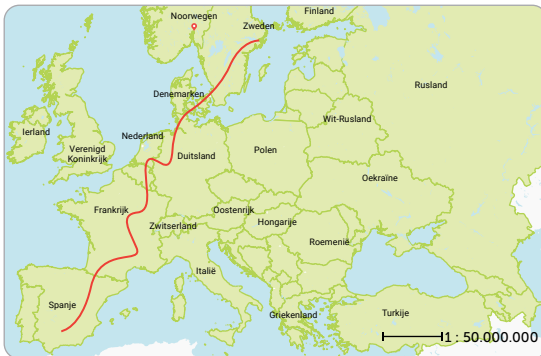 Noorwegen
Finland
Zweden
Rusland
Denemarken
Wit-Rusland
Ierland
Nederland
Verenigd
Koninkrijk
Duitsland
Polen
Oekraïne
Frankrijk
Oostenrijk
Zwitserland
Hongarije
Roemenië
Italië
Spanje
Griekenland
Turkije
1 : 50.000.000